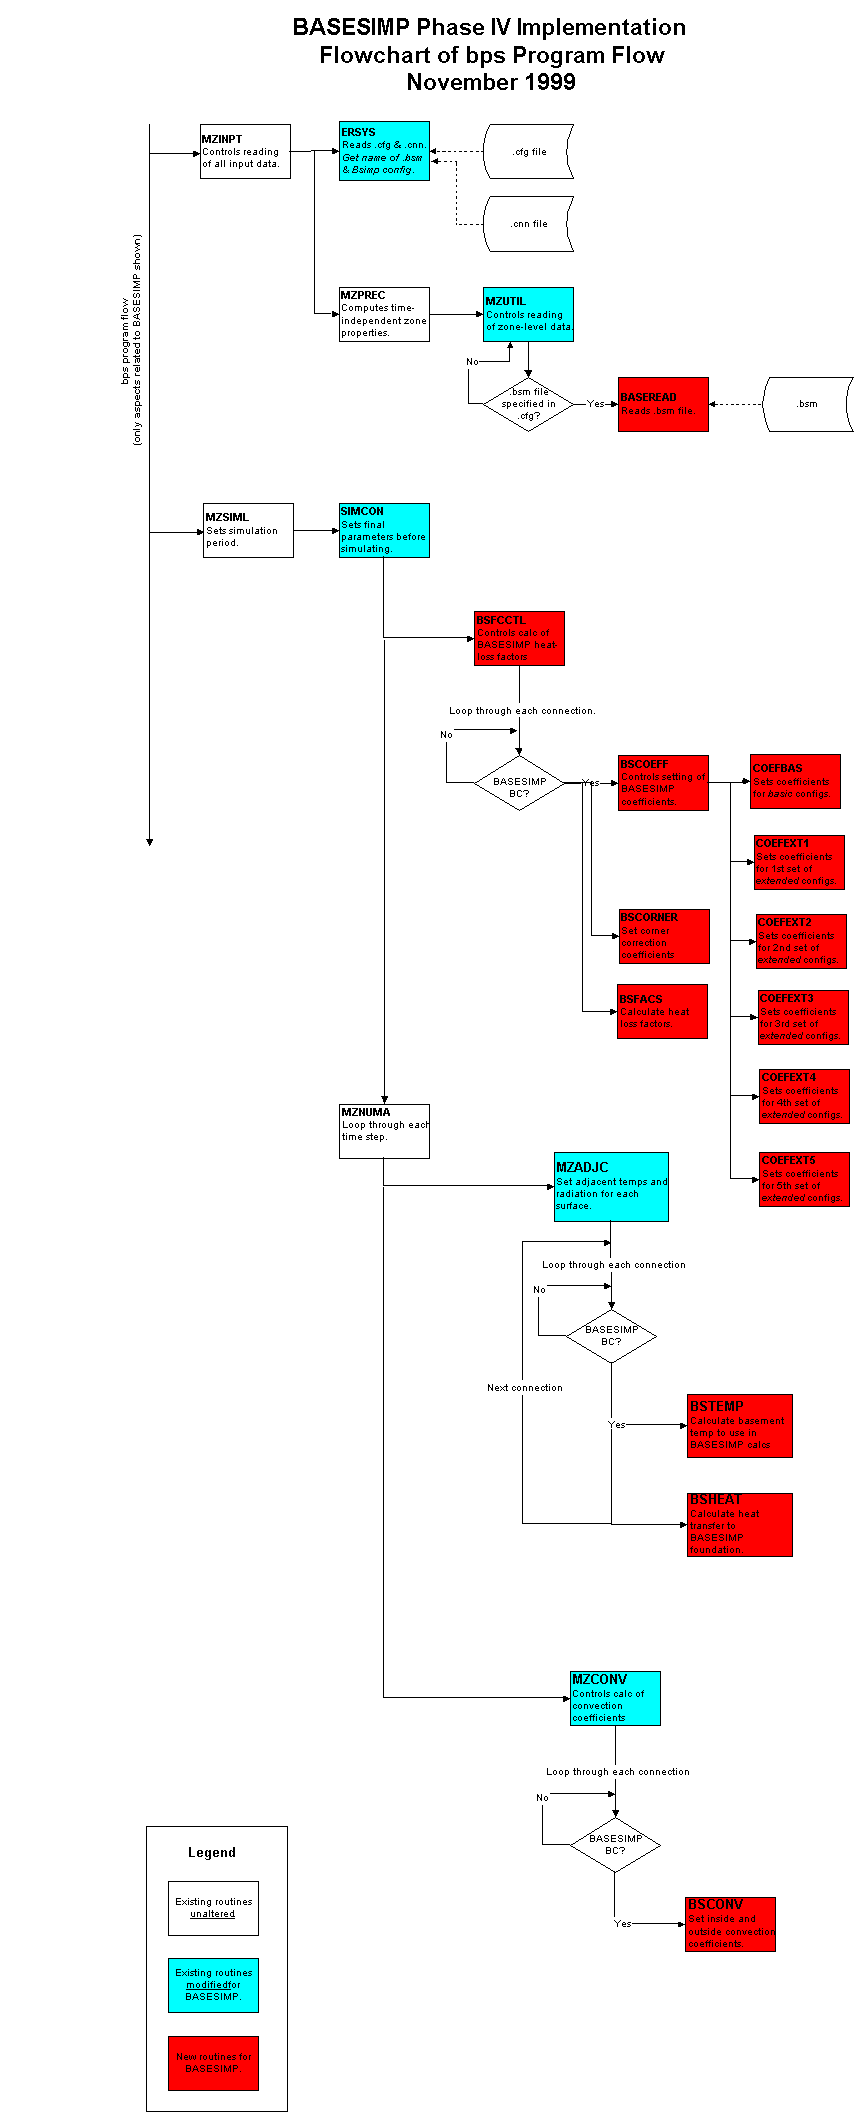 BASESIMP Phase IV Implementation
Flowchart of bps Program Flow
November 1999
MZINPT
Controls reading
of all input data.
ERSYS
Reads .cfg & .cnn.
Get name of .bsm
& Bsimp config.
.cfg file
.cnn file
bps program flow
(only aspects related to BASESIMP shown)
MZPREC
Computes time-
independent zone
properties.
MZUTIL
Controls reading
of zone-level data.
No
.bsm file
specified in
.cfg?
Yes
BASEREAD
Reads .bsm file.
.bsm
MZSIML
Sets simulation
period.
SIMCON
Sets final
parameters before
simulating.
BSFCCTL
Controls calc of
BASESIMP heat-
loss factors
Loop through each connection.
No
BASESIMP
BC?
Yes
BSCOEFF
Controls setting of
BASESIMP
coefficients
COEFBAS
Sets coefficients
for basic configs.
COEFEXT1
Sets coefficients
for 1st set of
extended configs.
BSCORNER
Set corner
correction
coefficients
COEFEXT2
Sets coefficients
for 2nd set of
extended configs.
BSFACS
Calculate heat
loss factors
COEFEXT3
Sets coefficients
for 3rd set of
extended configs.
COEFEXT4
Sets coefficients
for 4th set of
extended configs.
MZNUMA
Loop through each
time step.
COEFEXT5
Sets coefficients
for 5th set of
extended configs.
MZADJC
Set adjacent temps and
radiation for each
surface.
Loop through each connection
No
BASESIMP
BC?
Next connection
Yes
BSTEMP
Calculate basement
temp to use in
BASESIMP calcs
BSHEAT
Calculate heat
transfer to
BASESIMP
foundation.
MZCONV
Controls calc of
convection
coefficients
Loop through each connection
No
BASESIMP
BC?
Yes
BSCONV
Set inside and
outside convection
coefficients.
Legend
Existing routines
unaltered
Existing routines
modifiedfor
BASESIMP.
New routines for
BASESIMP.